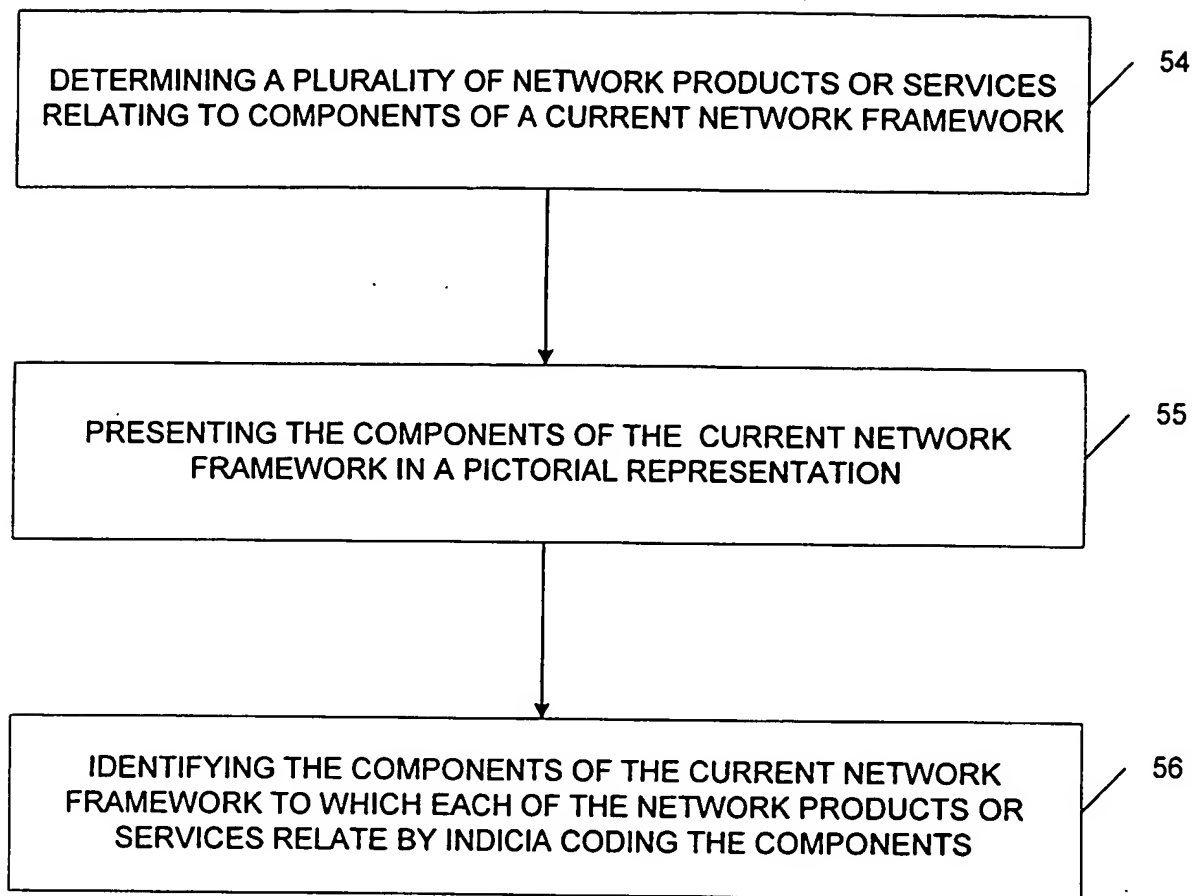 DETERMINING A PLURALITY OF NETWORK PRODUCTS OR SERVICES
RELATING TO COMPONENTS OF A CURRENT NETWORK FRAMEWORK
54
PRESENTING THE COMPONENTS OF THE CURRENT NETWORK
FRAMEWORK IN A PICTORIAL REPRESENTATION
55
IDENTIFYING THE COMPONENTS OF THE CURRENT NETWORK
FRAMEWORK TO WHICH EACH OF THE NETWORK PRODUCTS OR
SERVICES RELATE BY INDICIA CODING THE COMPONENTS
56